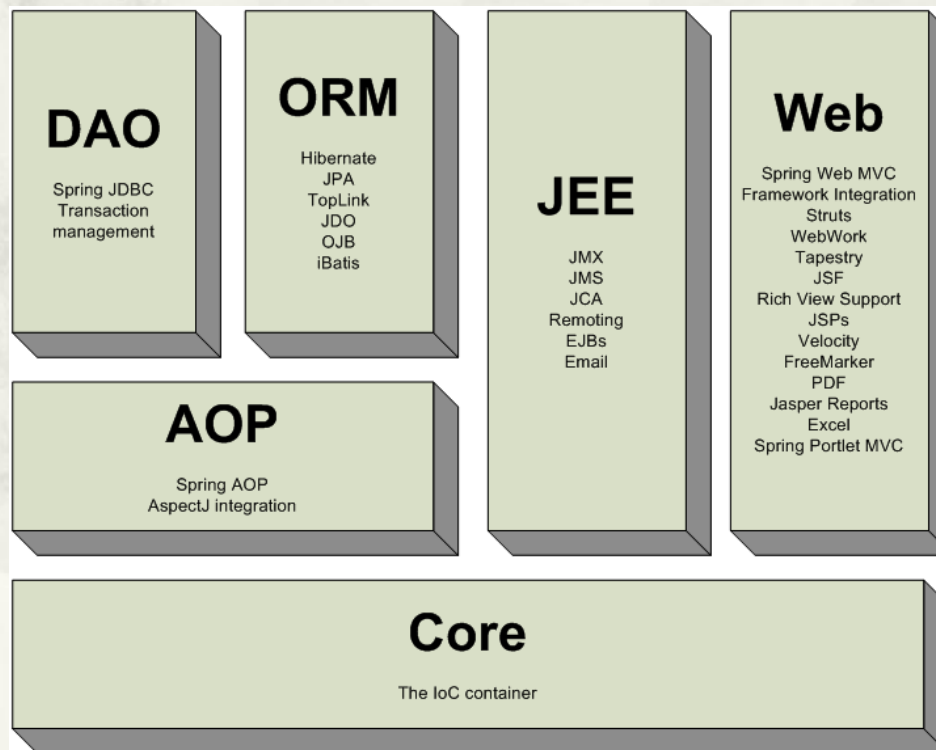 DAO
Spring JDBC
Transaction
management
ORM
Hibernate
JPA
TopLink
JDO
OJB
iBatis
JEE
JMX
JMS
JCA
Remoting
EJBs
Email
Web
Spring Web MVC
Framework Integration
Struts
WebWork
Tapestry
JSF
Rich View Support
JSPs
Velocity
FreeMarker
PDF
Jasper Reports
Excel
Spring Portlet MVC
AOP
Spring AOP
AspectJ integration
Core
The IoC container